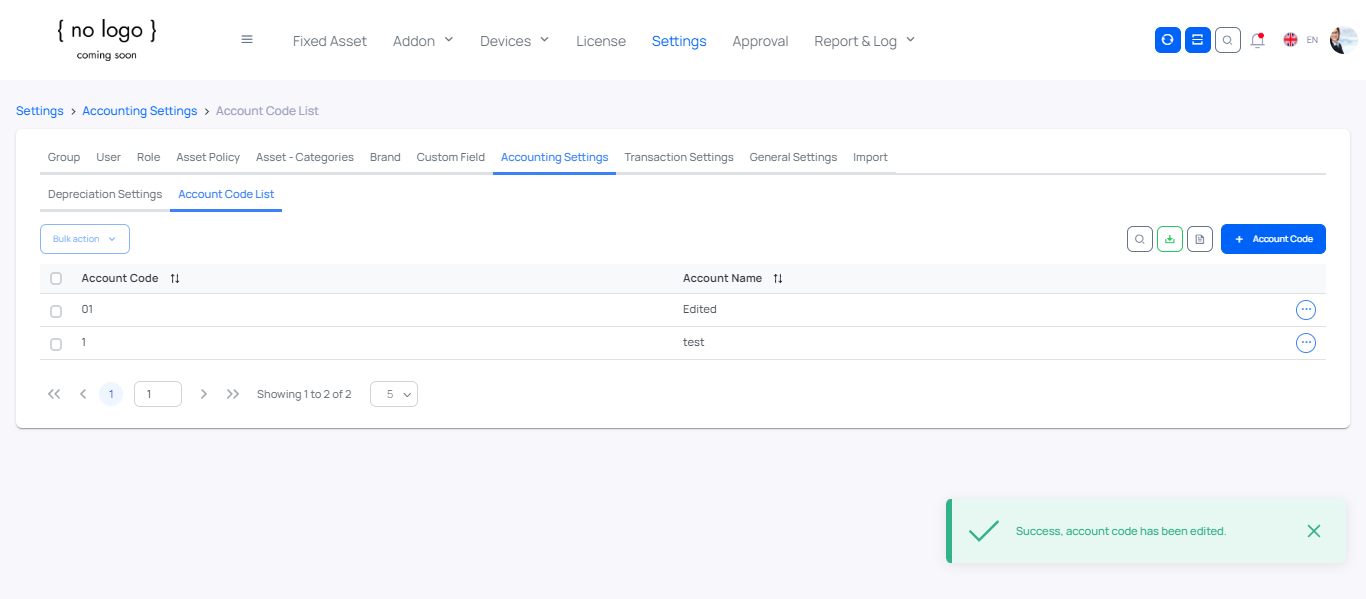 { no logo }
coming soon
Fixed Asset Addon Devices License Settings Approval Report & Log EN
Settings > Accounting Settings > Account Code List
Group User Role Asset Policy Asset - Categories Brand Custom Field Accounting Settings Transaction Settings General Settings Import
Depreciation Settings Account Code List
Bulk action + Account Code
Account Code Account Name
01 Edited
1 test
1 1 Showing 1 to 2 of 2 5
Success, account code has been edited.